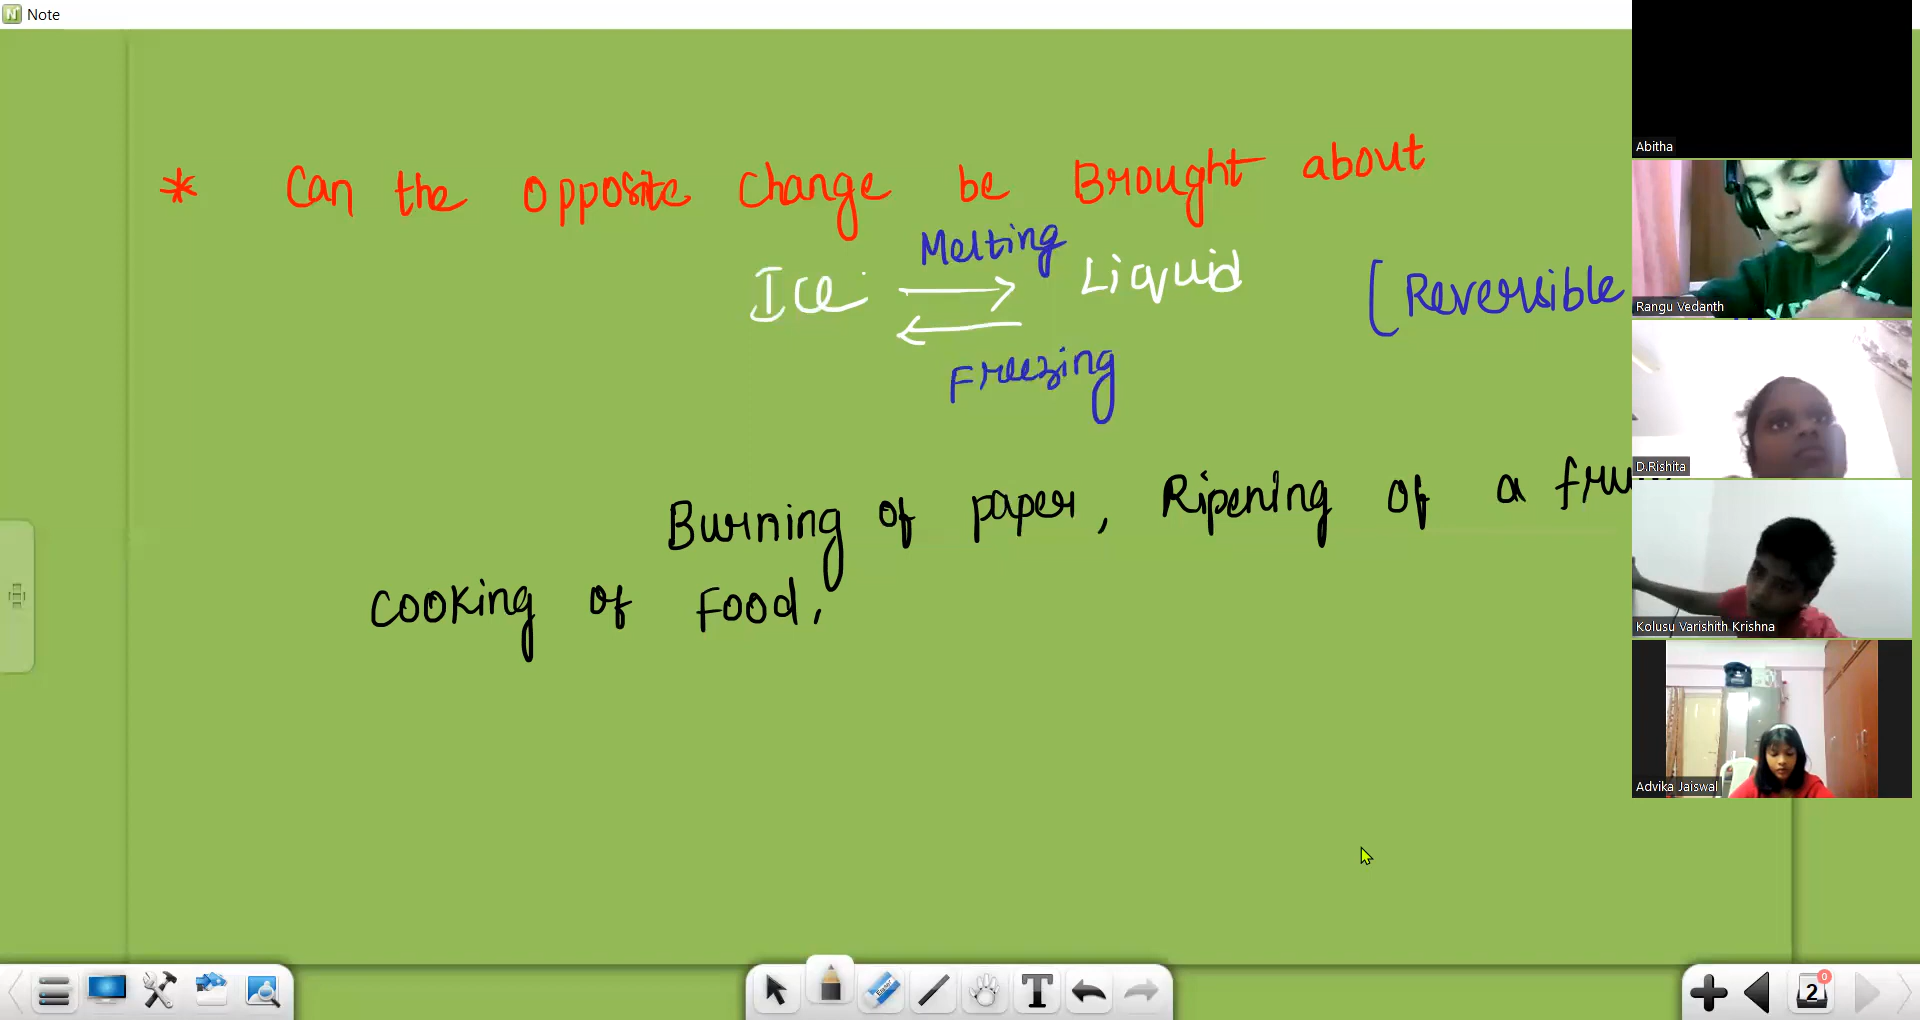 Note
* Can the opposite change be Brought about
Melting
Ice Liquid (Reversible
Freezing
Burning of paper, Ripening of a
cooking of Food,
Abitha
Rangu Vedanth
D.Rishita
Kolusu Varishith Krishna
Advika Jaiswal
T
2
0